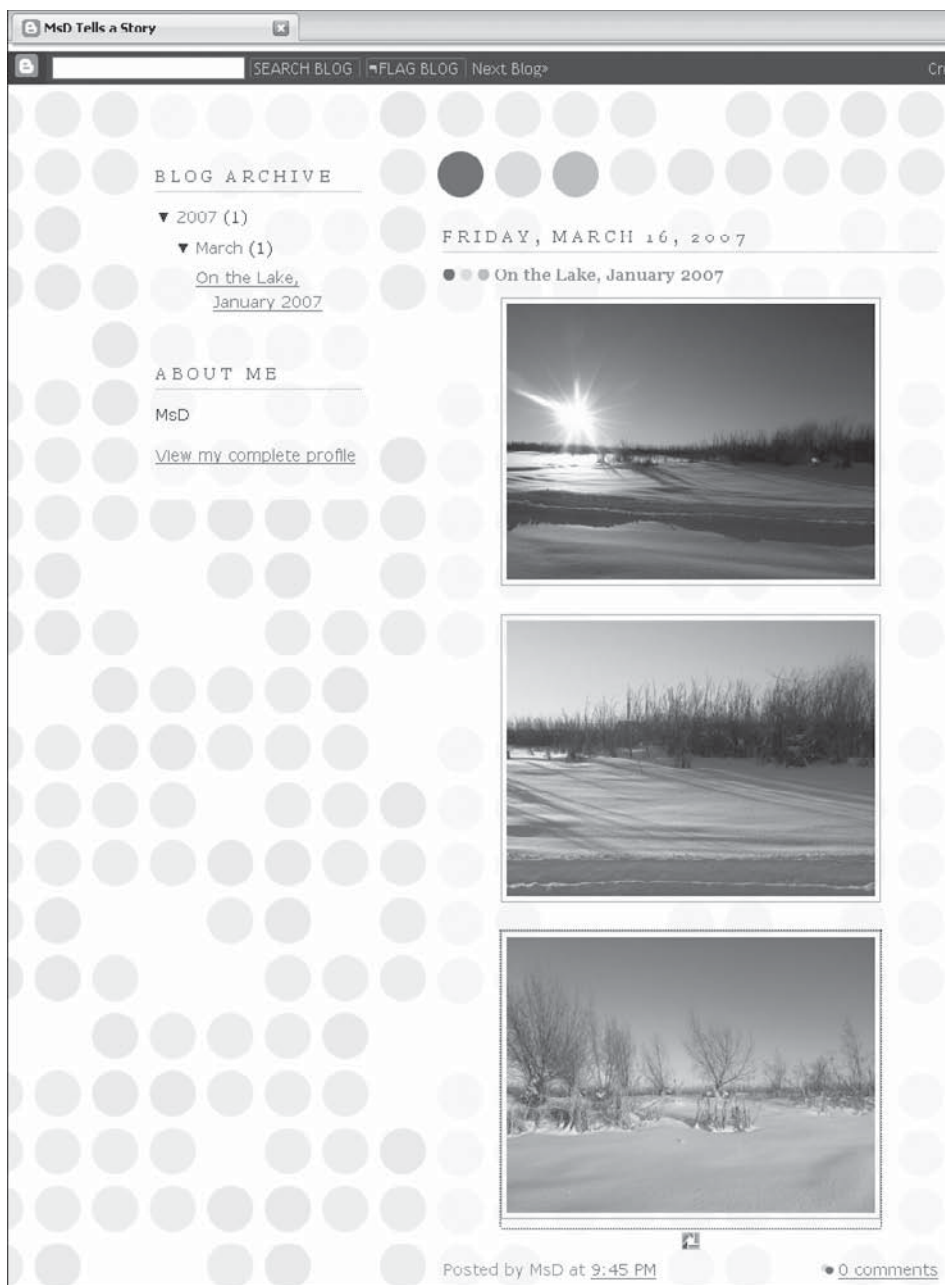 MsD Tells a Story
SEARCH BLOG FLAG BLOG Next Blog»
BLOG ARCHIVE
▼ 2007 (1)
▼ March (1)
On the Lake,
January 2007
ABOUT ME
MsD
View my complete profile
FRIDAY, MARCH 16, 2007
On the Lake, January 2007
Posted by MsD at 9:45 PM
0 comments